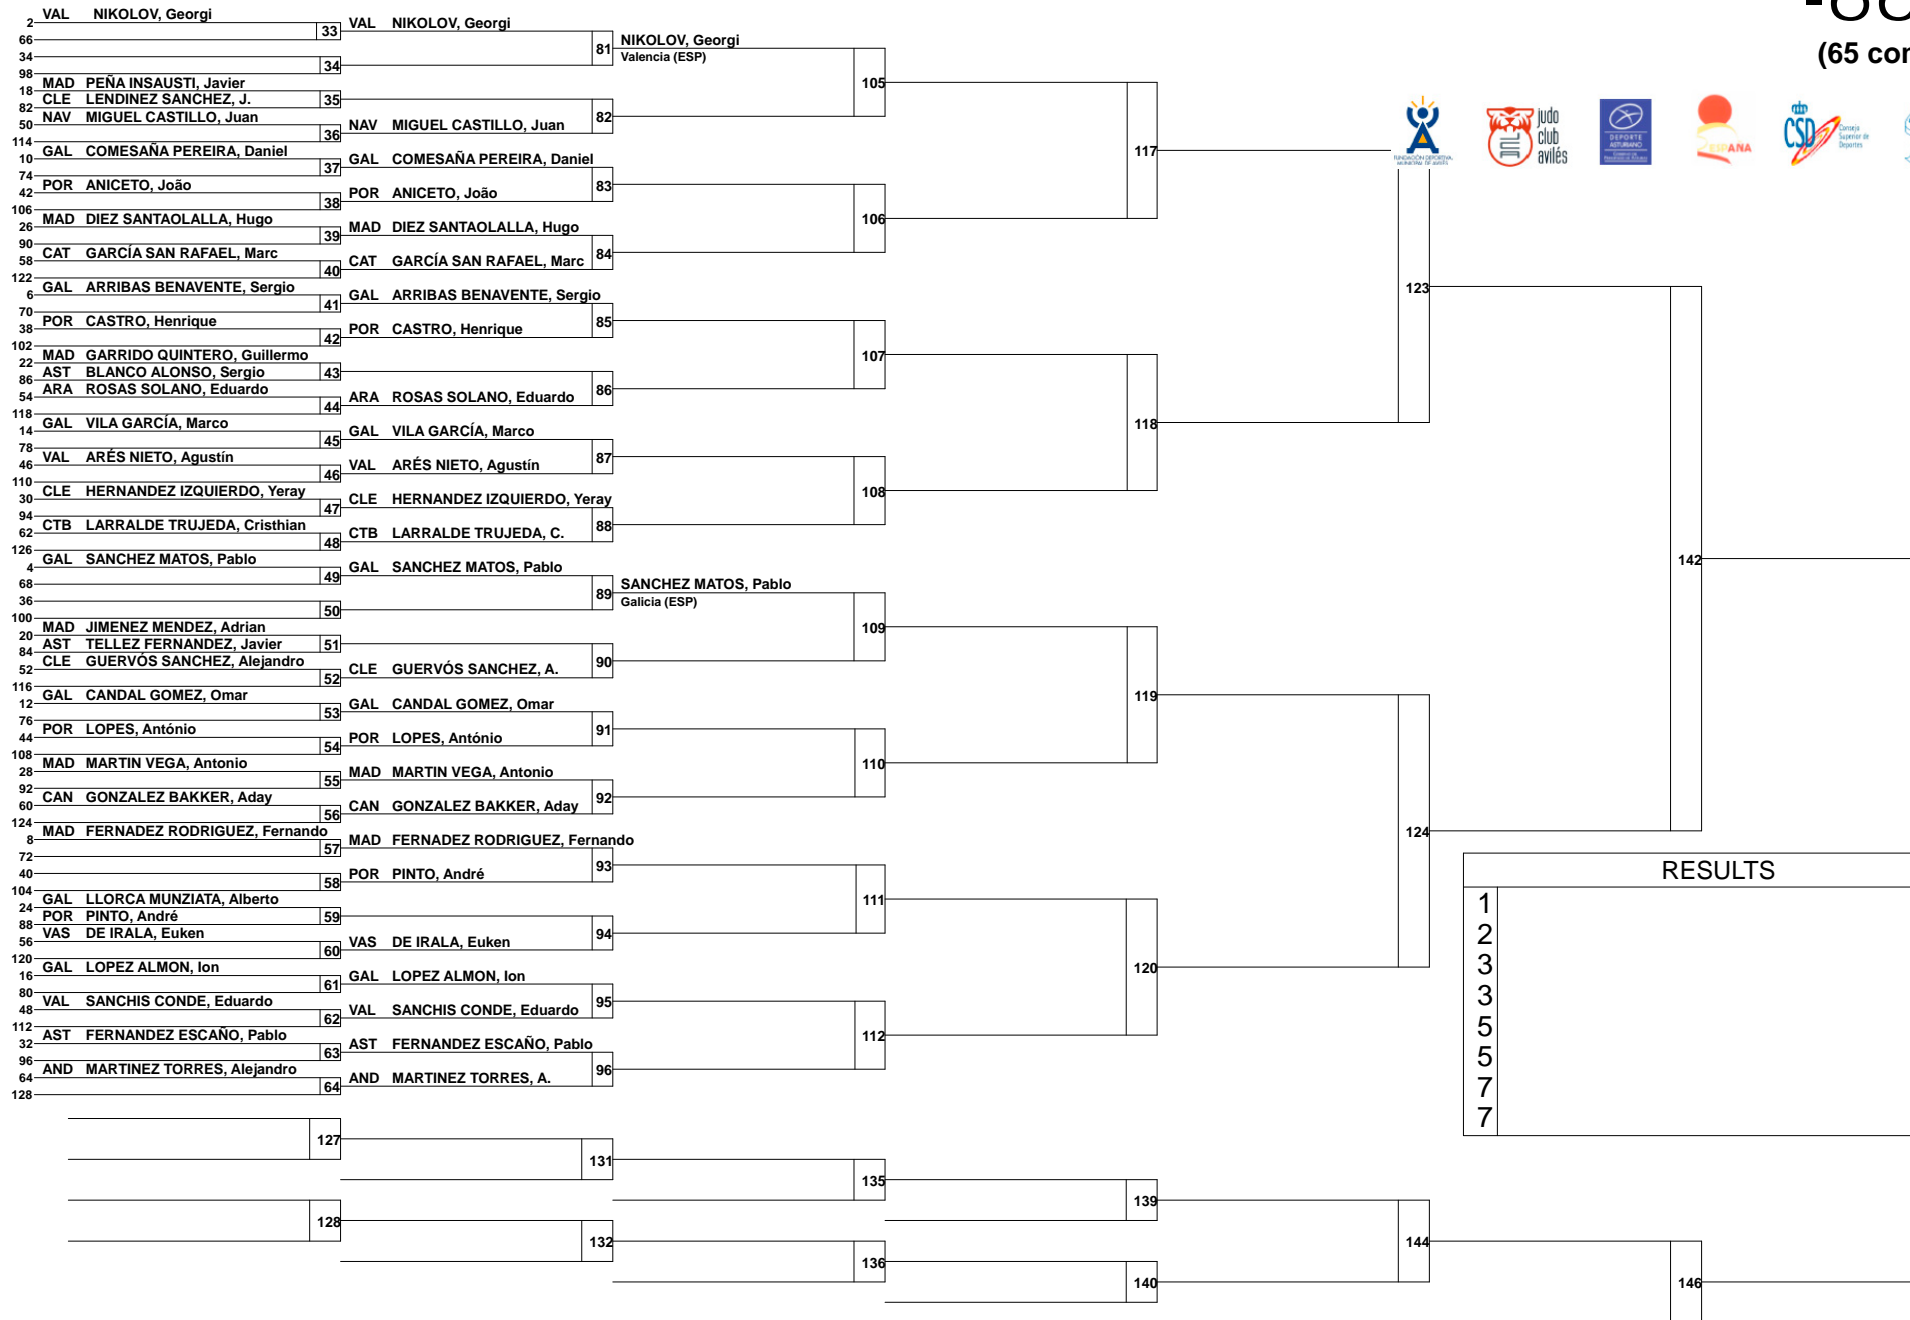 (65 con
2 VAL NIKOLOV, Georgi
66
34
98
18 MAD PEÑA INSAUSTI, Javier
82 CLE LENDINEZ SANCHEZ, J.
50 NAV MIGUEL CASTILLO, Juan
114
10 GAL COMESAÑA PEREIRA, Daniel
74
42 POR ANICETO, João
106
26 MAD DIEZ SANTAOLALLA, Hugo
90
58 CAT GARCÍA SAN RAFAEL, Marc
122
6 GAL ARRIBAS BENAVENTE, Sergio
70
38 POR CASTRO, Henrique
102
22 MAD GARRIDO QUINTERO, Guillermo
86 AST BLANCO ALONSO, Sergio
54 ARA ROSAS SOLANO, Eduardo
118
14 GAL VILA GARCÍA, Marco
78
46 VAL ARÉS NIETO, Agustín
110
30 CLE HERNANDEZ IZQUIERDO, Yeray
94
62 CTB LARRALDE TRUJEDA, Cristhian
126
4 GAL SANCHEZ MATOS, Pablo
68
36
100
20 MAD JIMENEZ MENDEZ, Adrian
84 AST TELLEZ FERNANDEZ, Javier
52 CLE GUERVÓS SANCHEZ, Alejandro
116
12 GAL CANDAL GOMEZ, Omar
76
44 POR LOPES, António
108
28 MAD MARTIN VEGA, Antonio
92
60 CAN GONZALEZ BAKKER, Aday
124
8 MAD FERNADEZ RODRIGUEZ, Fernando
72
40
104
24 GAL LLORCA MUNZIATA, Alberto
88 POR PINTO, André
56 VAS DE IRALA, Euken
120
16 GAL LOPEZ ALMON, Ion
80
48 VAL SANCHIS CONDE, Eduardo
112
32 AST FERNANDEZ ESCAÑO, Pablo
96
64 AND MARTINEZ TORRES, Alejandro
128
33 VAL NIKOLOV, Georgi
34
35
36 NAV MIGUEL CASTILLO, Juan
37 GAL COMESAÑA PEREIRA, Daniel
38 POR ANICETO, João
39 MAD DIEZ SANTAOLALLA, Hugo
40 CAT GARCÍA SAN RAFAEL, Marc
41 GAL ARRIBAS BENAVENTE, Sergio
42 POR CASTRO, Henrique
43
44 ARA ROSAS SOLANO, Eduardo
45 GAL VILA GARCÍA, Marco
46 VAL ARÉS NIETO, Agustín
47 CLE HERNANDEZ IZQUIERDO, Yeray
48 CTB LARRALDE TRUJEDA, C.
49 GAL SANCHEZ MATOS, Pablo
50
51
52 CLE GUERVÓS SANCHEZ, A.
53 GAL CANDAL GOMEZ, Omar
54 POR LOPES, António
55 MAD MARTIN VEGA, Antonio
56 CAN GONZALEZ BAKKER, Aday
57 MAD FERNADEZ RODRIGUEZ, Fernando
58 POR PINTO, André
59
60 VAS DE IRALA, Euken
61 GAL LOPEZ ALMON, Ion
62 VAL SANCHIS CONDE, Eduardo
63 AST FERNANDEZ ESCAÑO, Pablo
64 AND MARTINEZ TORRES, A.
81 NIKOLOV, Georgi
Valencia (ESP)
82
83
84
85
86
87
88
89 SANCHEZ MATOS, Pablo
Galicia (ESP)
90
91
92
93
94
95
96
105
106
107
108
109
110
111
112
117
118
119
120
123
124
142
FUNDACIÓN DEPORTIVA
MUNICIPAL DE AVILÉS
judo
club
avilés
DEPORTE
ASTURIANO
ESPAÑA
CSD
Consejo
Superior de
Deportes
RESULTS
1
2
3
3
5
5
7
7
127
128
131
132
135
136
139
140
144
146